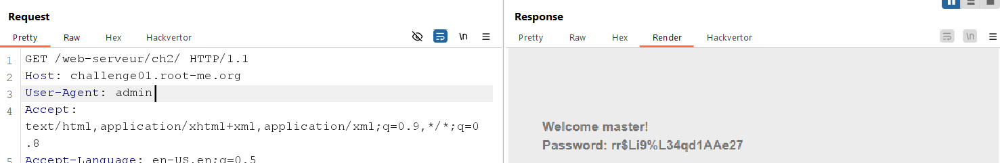 Request
Pretty Raw Hex Hackvertor \n
1 GET /web-serveur/ch2/ HTTP/1.1
2 Host: challenge01.root-me.org
3 User-Agent: admin
4 Accept:
text/html,application/xhtml+xml,application/xml;q=0.9,*/*;q=0
.8
5 Accept-Language: en-US,en;q=0.5
Response
Pretty Raw Hex Render Hackvertor \n
Welcome master!
Password: rr$Li9%L34qd1AAe27